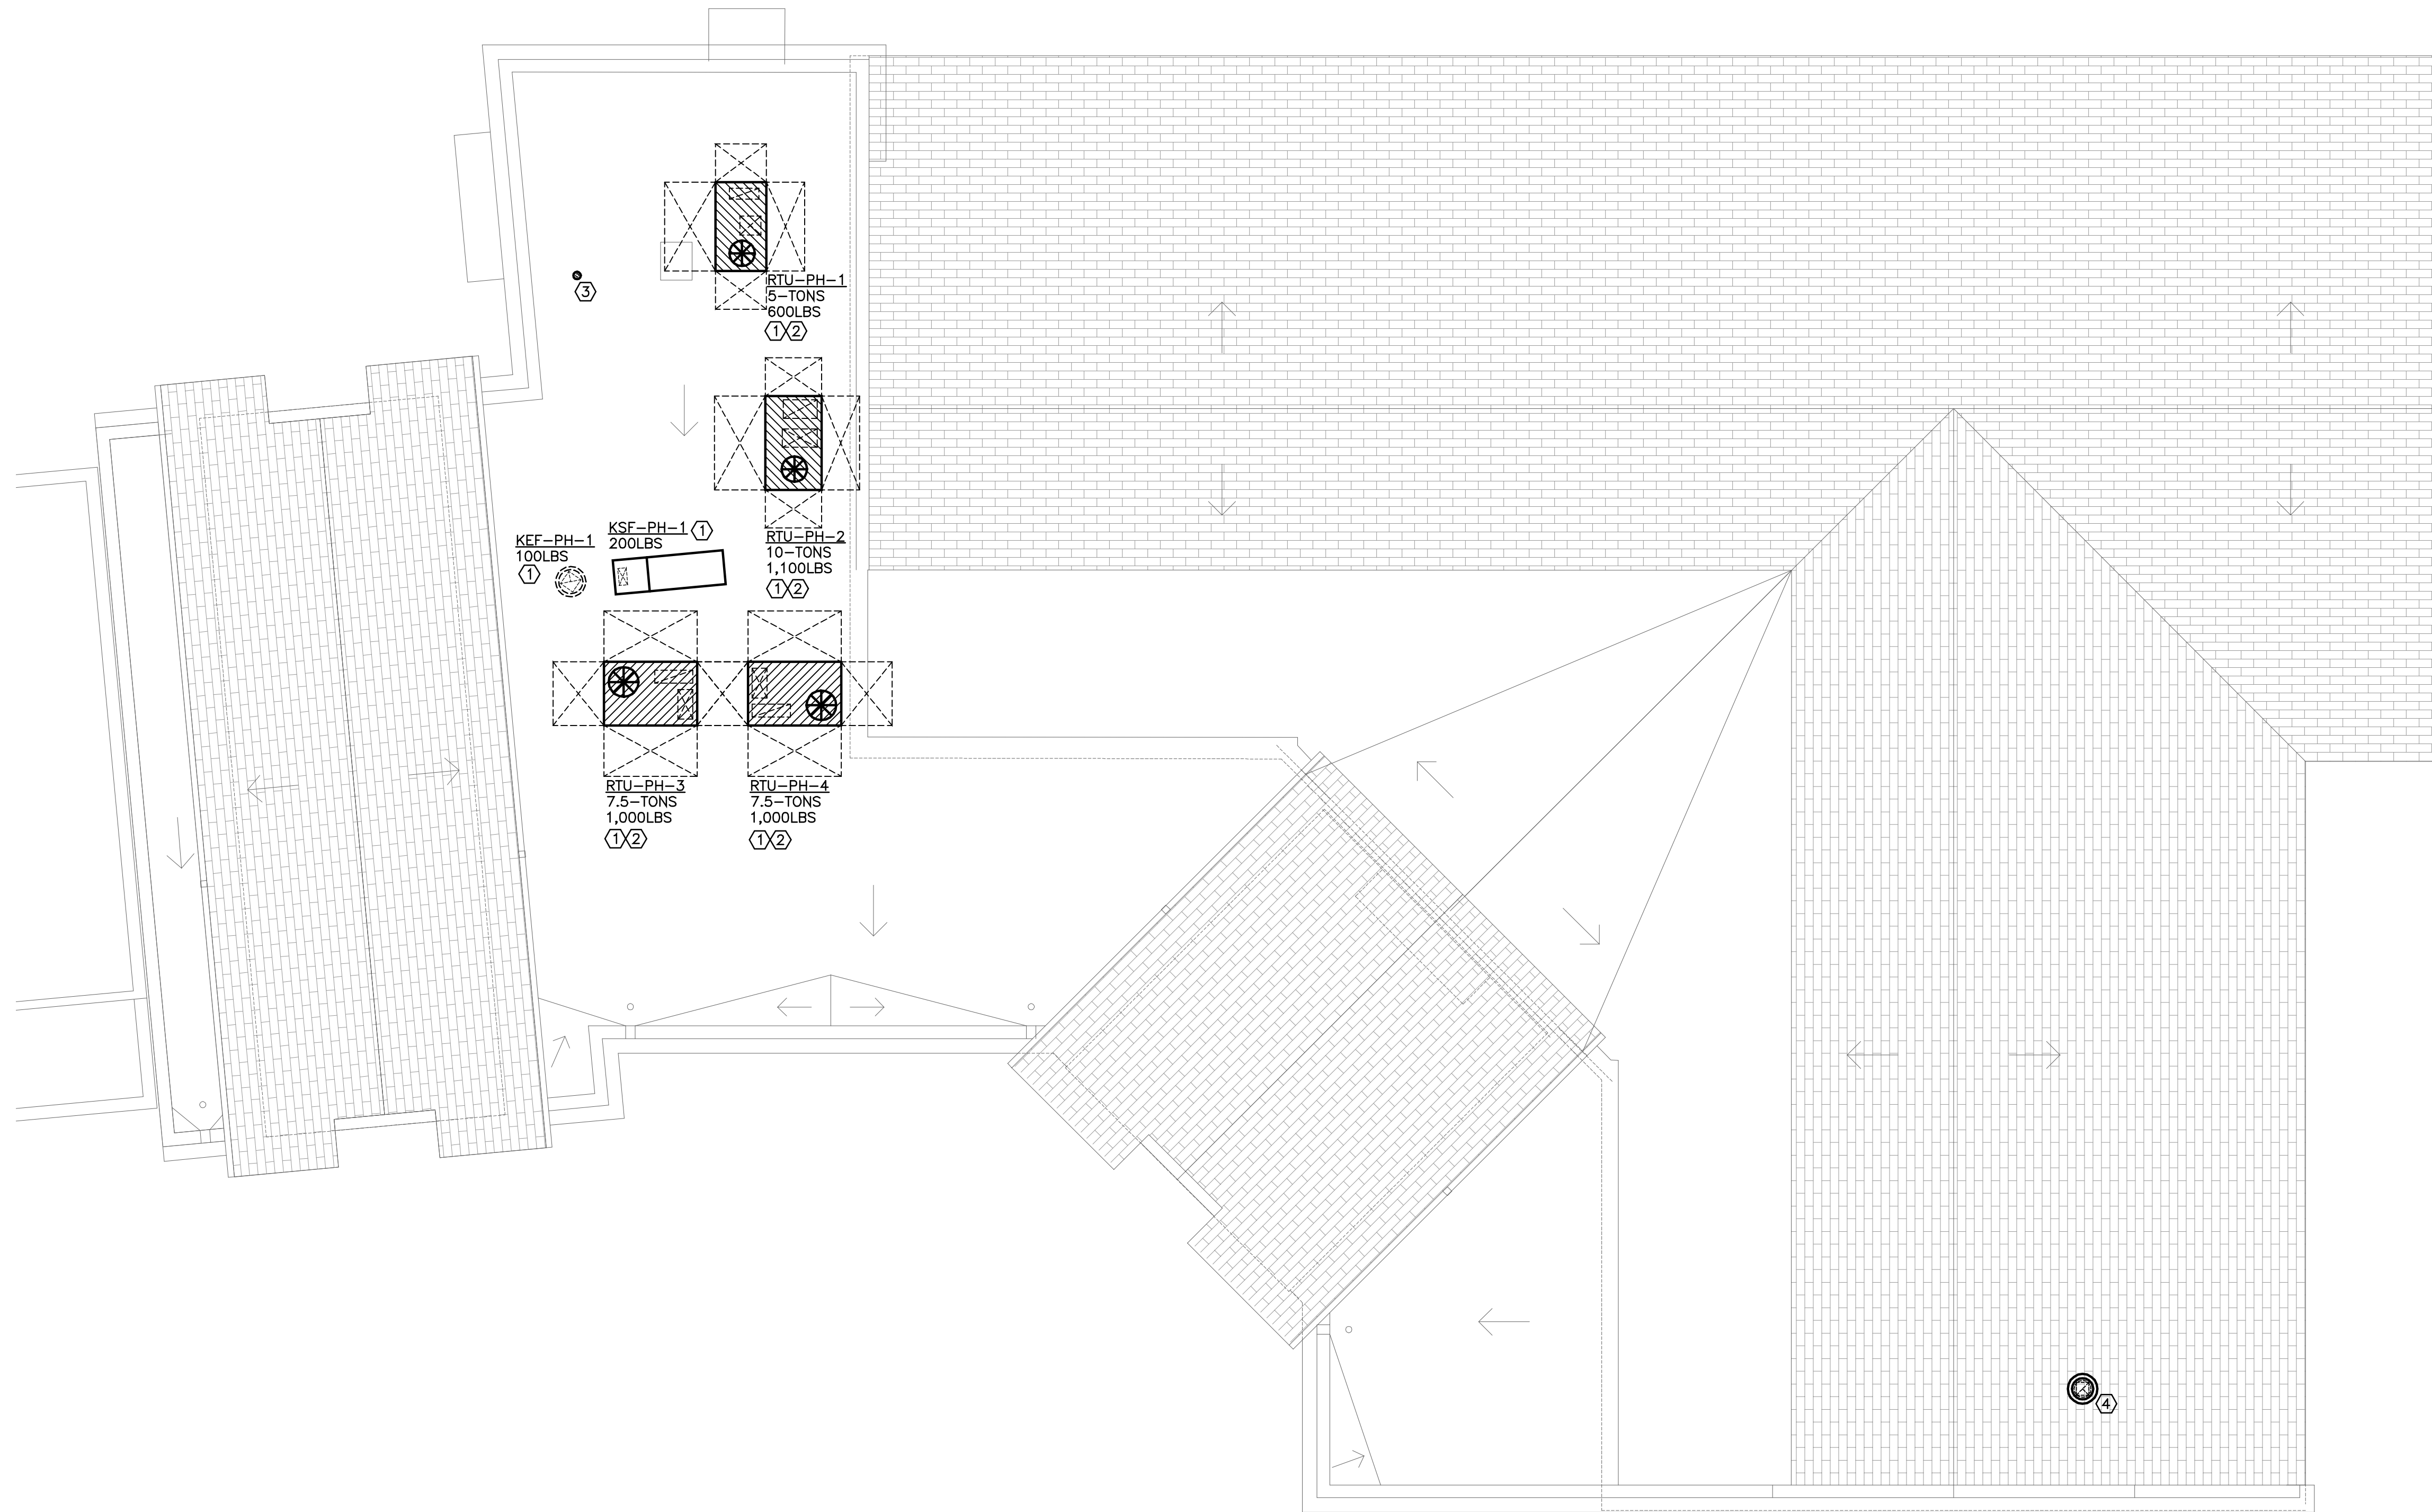 RTU-PH-1
5-TONS
600LBS
1 2
3
RTU-PH-2
10-TONS
1,100LBS
1 2
KSF-PH-1 1
200LBS
KEF-PH-1
100LBS
1
RTU-PH-3
7.5-TONS
1,000LBS
1 2
RTU-PH-4
7.5-TONS
1,000LBS
1 2
4